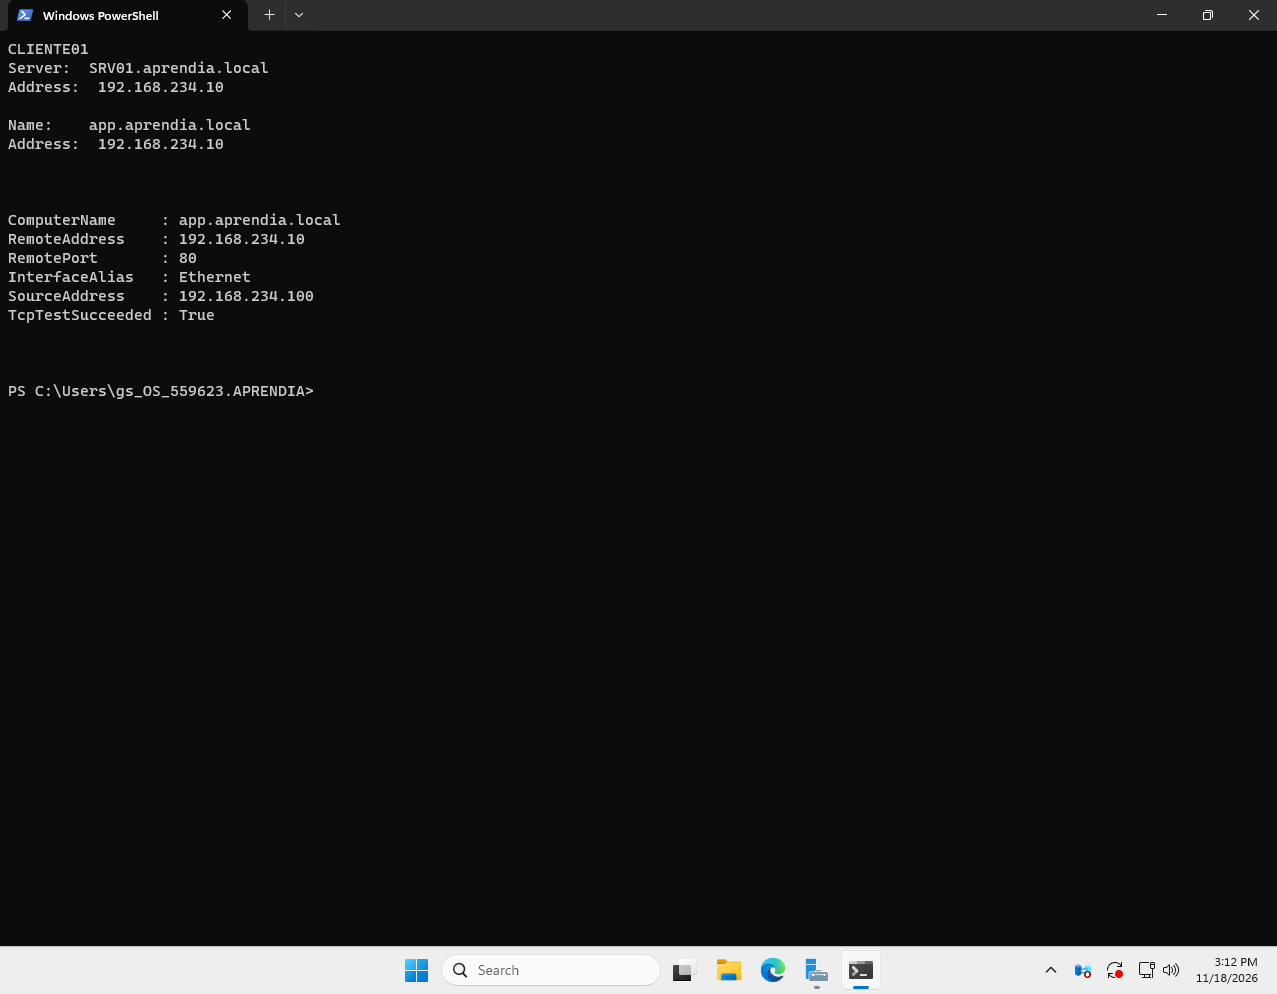 Windows PowerShell
CLIENTE01
Server:  SRV01.aprendia.local
Address:  192.168.234.10
Name:    app.aprendia.local
Address:  192.168.234.10
ComputerName     : app.aprendia.local
RemoteAddress    : 192.168.234.10
RemotePort       : 80
InterfaceAlias   : Ethernet
SourceAddress    : 192.168.234.100
TcpTestSucceeded : True
PS C:\Users\gs_OS_559623.APRENDIA>
Search
3:12 PM
11/18/2026